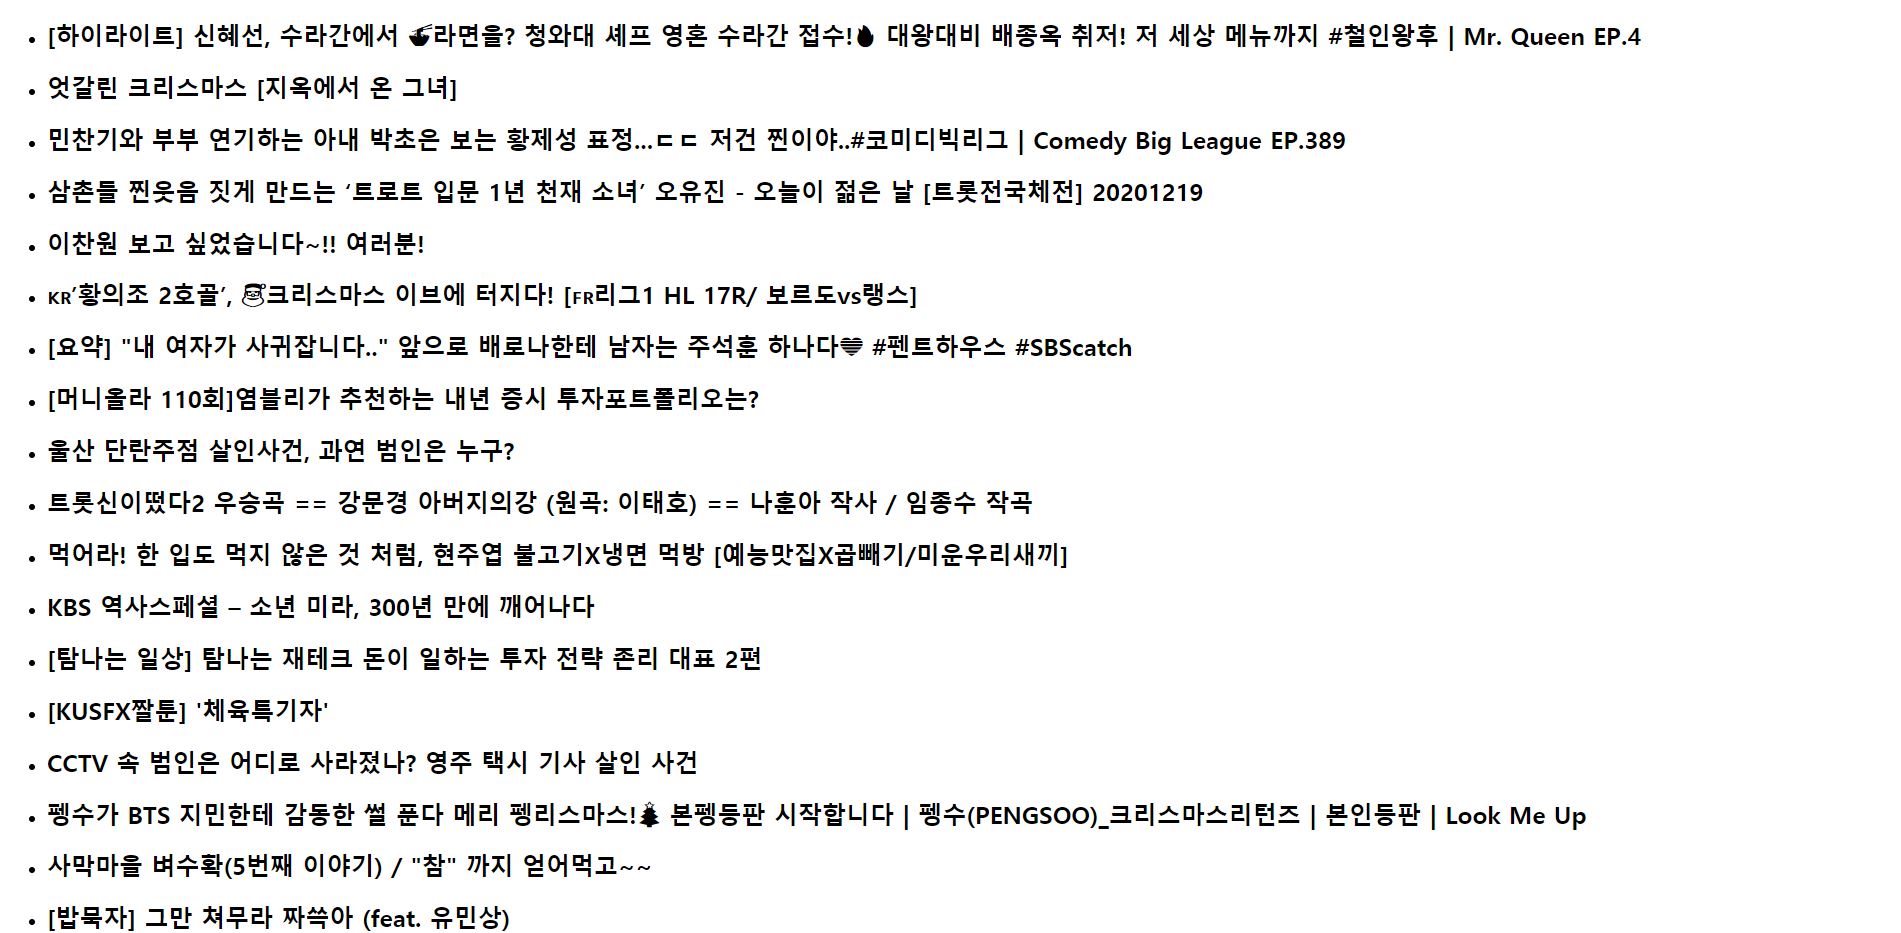 • [하이라이트] 신혜선, 수라간에서 🍜라면을? 청와대 셰프 영혼 수라간 접수!🔥 대왕대비 배종옥 취저! 저 세상 메뉴까지 #철인왕후 | Mr. Queen EP.4
• 엇갈린 크리스마스 [지옥에서 온 그녀]
• 민찬기와 부부 연기하는 아내 박초은 보는 황제성 표정...ㄷㄷ 저건 찐이야..#코미디빅리그 | Comedy Big League EP.389
• 삼촌들 찐웃음 짓게 만드는 ‘트로트 입문 1년 천재 소녀’ 오유진 - 오늘이 젊은 날 [트롯전국체전] 20201219
• 이찬원 보고 싶었습니다~!! 여러분!
• 🇰🇷’황의조 2호골’, 🎅크리스마스 이브에 터지다! [🇫🇷리그1 HL 17R/ 보르도vs랭스]
• [요약] "내 여자가 사귀잡니다.." 앞으로 배로나한테 남자는 주석훈 하나다💙 #펜트하우스 #SBScatch
• [머니올라 110회]염블리가 추천하는 내년 증시 투자포트폴리오는?
• 울산 단란주점 살인사건, 과연 범인은 누구?
• 트롯신이떴다2 우승곡 == 강문경 아버지의강 (원곡: 이태호) == 나훈아 작사 / 임종수 작곡
• 먹어라! 한 입도 먹지 않은 것 처럼, 현주엽 불고기X냉면 먹방 [예능맛집X곱빼기/미운우리새끼]
• KBS 역사스페셜 – 소년 미라, 300년 만에 깨어나다
• [탐나는 일상] 탐나는 재테크 돈이 일하는 투자 전략 존리 대표 2편
• [KUSFX짤툰] '체육특기자'
• CCTV 속 범인은 어디로 사라졌나? 영주 택시 기사 살인 사건
• 펭수가 BTS 지민한테 감동한 썰 푼다 메리 펭리스마스!🎄 본펭등판 시작합니다 | 펭수(PENGSOO)_크리스마스리턴즈 | 본인등판 | Look Me Up
• 사막마을 벼수확(5번째 이야기) / "참" 까지 얻어먹고~~
• [밥묵자] 그만 쳐무라 짜쓱아 (feat. 유민상)